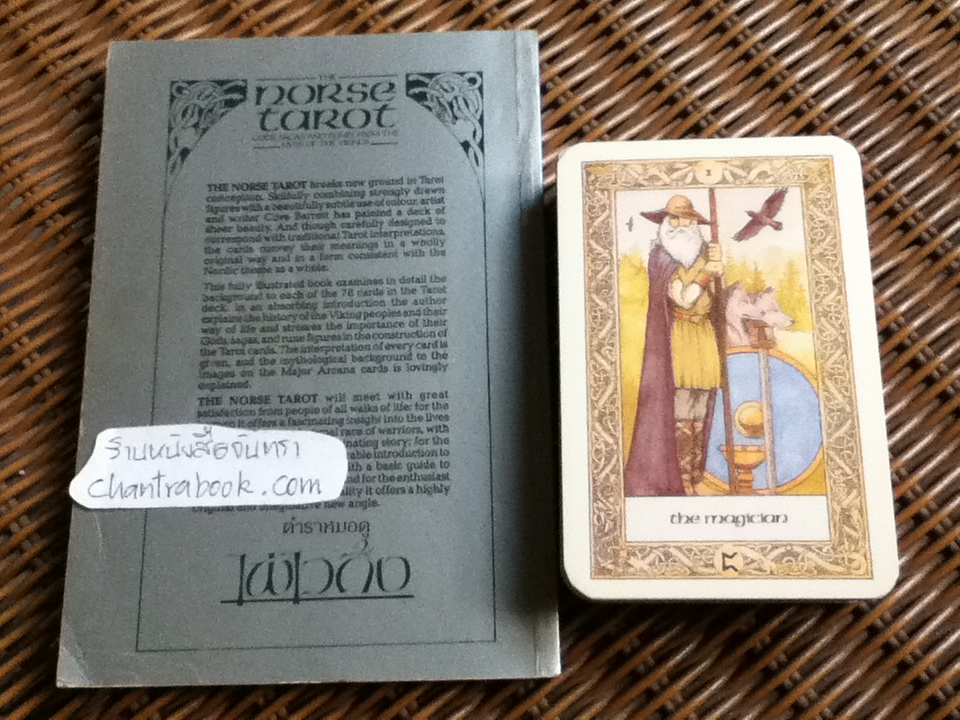 THE
NORSE
TAROT
GODS, SAGAS AND RUNES FROM THE
LIVES OF THE VIKINGS
THE NORSE TAROT breaks new ground in Tarot
conception. Skilfully combining strongly drawn
figures with a beautifully subtle use of colour, artist
and writer Clive Barrett has painted a deck of
sheer beauty. And though carefully designed to
correspond with traditional Tarot interpretations,
the cards convey their meanings in a wholly
original way and in a form consistent with the
Nordic theme as a whole.
This fully illustrated book examines in detail the
background to each of the 78 cards in the Tarot
deck. In an absorbing introduction the author
explains the history of the Viking peoples and their
way of life and stresses the importance of their
Gods, sagas, and rune figures in the construction of
the Tarot cards. The interpretation of every card is
given, and the mythological background to the
images on the Major Arcana cards is lovingly
explained.
THE NORSE TAROT will meet with great
satisfaction from people of all walks of life: for the
it offers a fascinating insight into the lives
race of warriors, with
story; for the
introduction to
with a basic guide to
and for the enthusiast
it offers a highly
original and imaginative new angle.
ร้านหนังสือจันทรา
chantrabook.com
ตำราหมอดู
ไพ่ไวกิ้ง
I
the magician